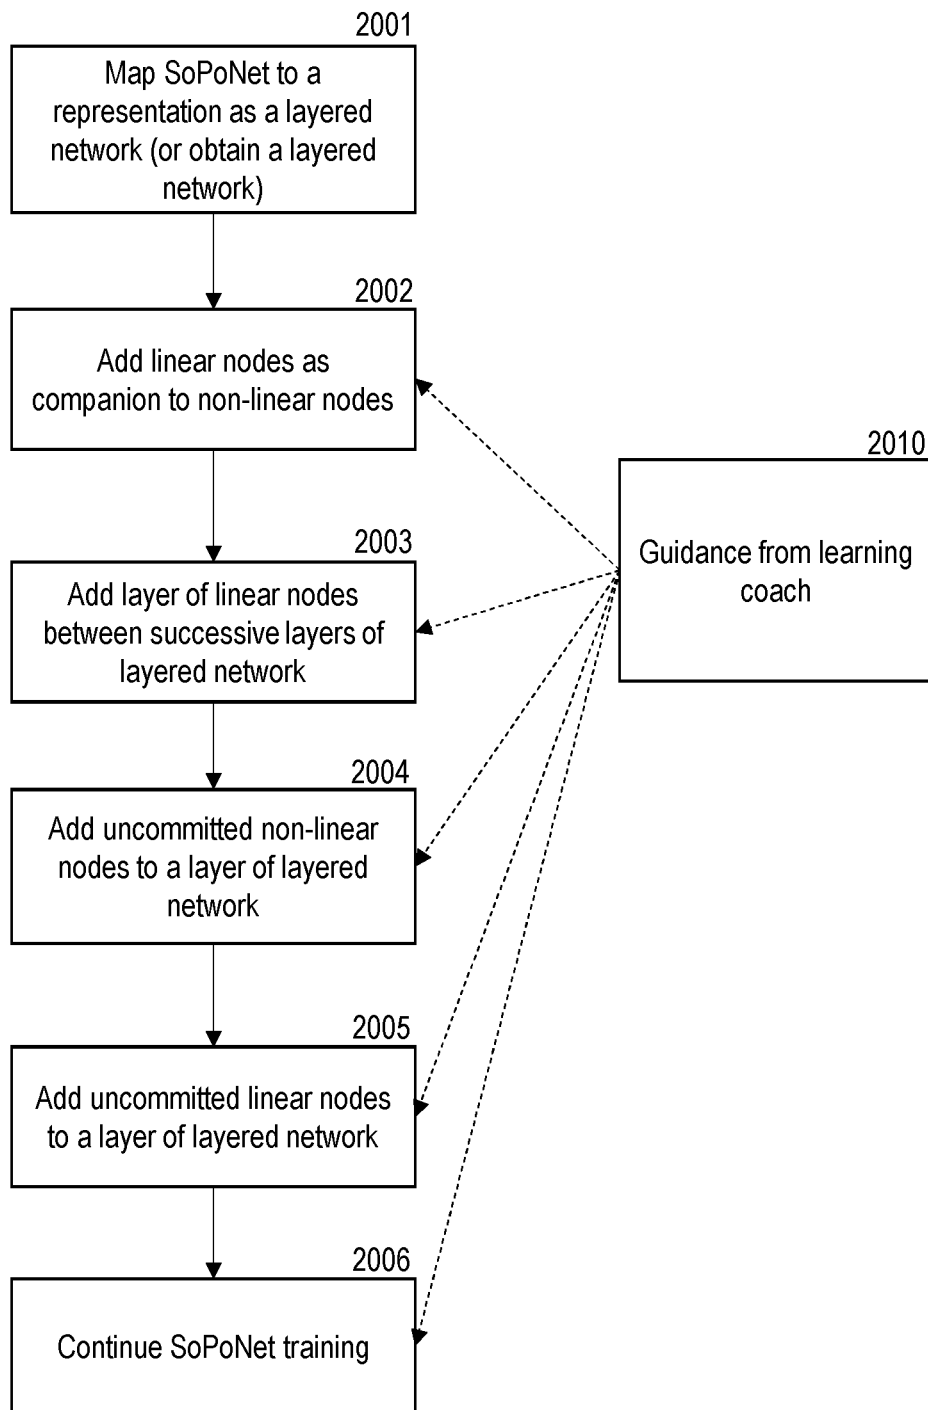 2001
Map SoPoNet to a
representation as a layered
network (or obtain a layered
network)
2002
Add linear nodes as
companion to non-linear nodes
2010
Guidance from learning
coach
2003
Add layer of linear nodes
between successive layers of
layered network
2004
Add uncommitted non-linear
nodes to a layer of layered
network
2005
Add uncommitted linear nodes
to a layer of layered network
2006
Continue SoPoNet training